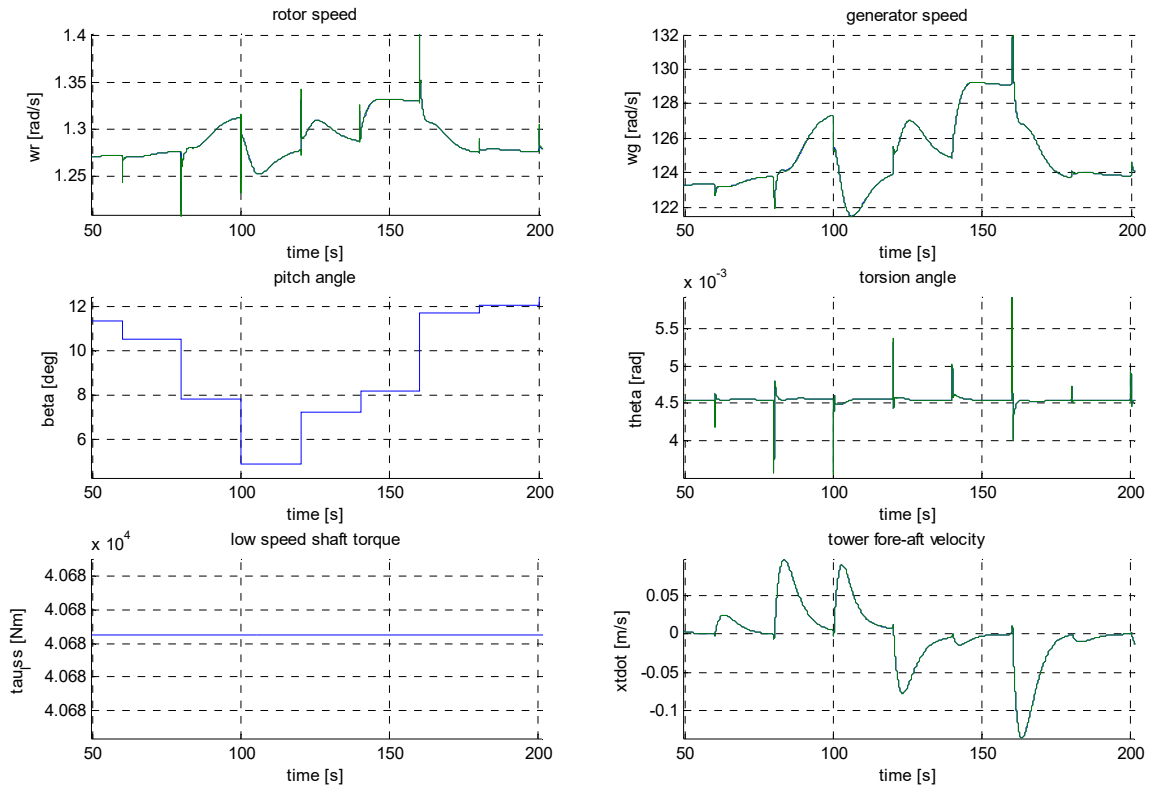 rotor speed
1.4
1.35
1.3
1.25
wr [rad/s]
50 100 150 200
time [s]
generator speed
132
130
128
126
124
122
wg [rad/s]
50 100 150 200
time [s]
pitch angle
12
10
8
6
beta [deg]
50 100 150 200
time [s]
x 10^-3
torsion angle
5.5
5
4.5
4
theta [rad]
50 100 150 200
time [s]
x 10^4
low speed shaft torque
4.068
4.068
4.068
4.068
4.068
tau_lss [Nm]
50 100 150 200
time [s]
tower fore-aft velocity
0.05
0
-0.05
-0.1
xtdot [m/s]
50 100 150 200
time [s]